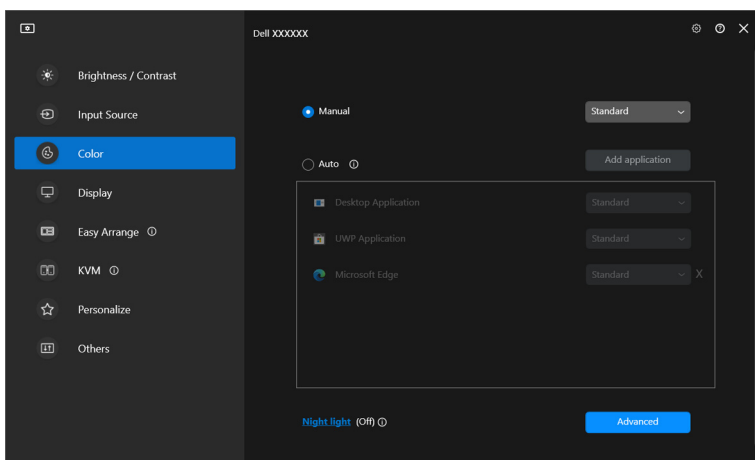 Dell XXXXXX
Brightness / Contrast
Input Source
Color
Display
Easy Arrange
KVM
Personalize
Others
Manual
Standard
Auto
Add application
Desktop Application
Standard
UWP Application
Standard
Microsoft Edge
Standard
X
Night light (Off)
Advanced